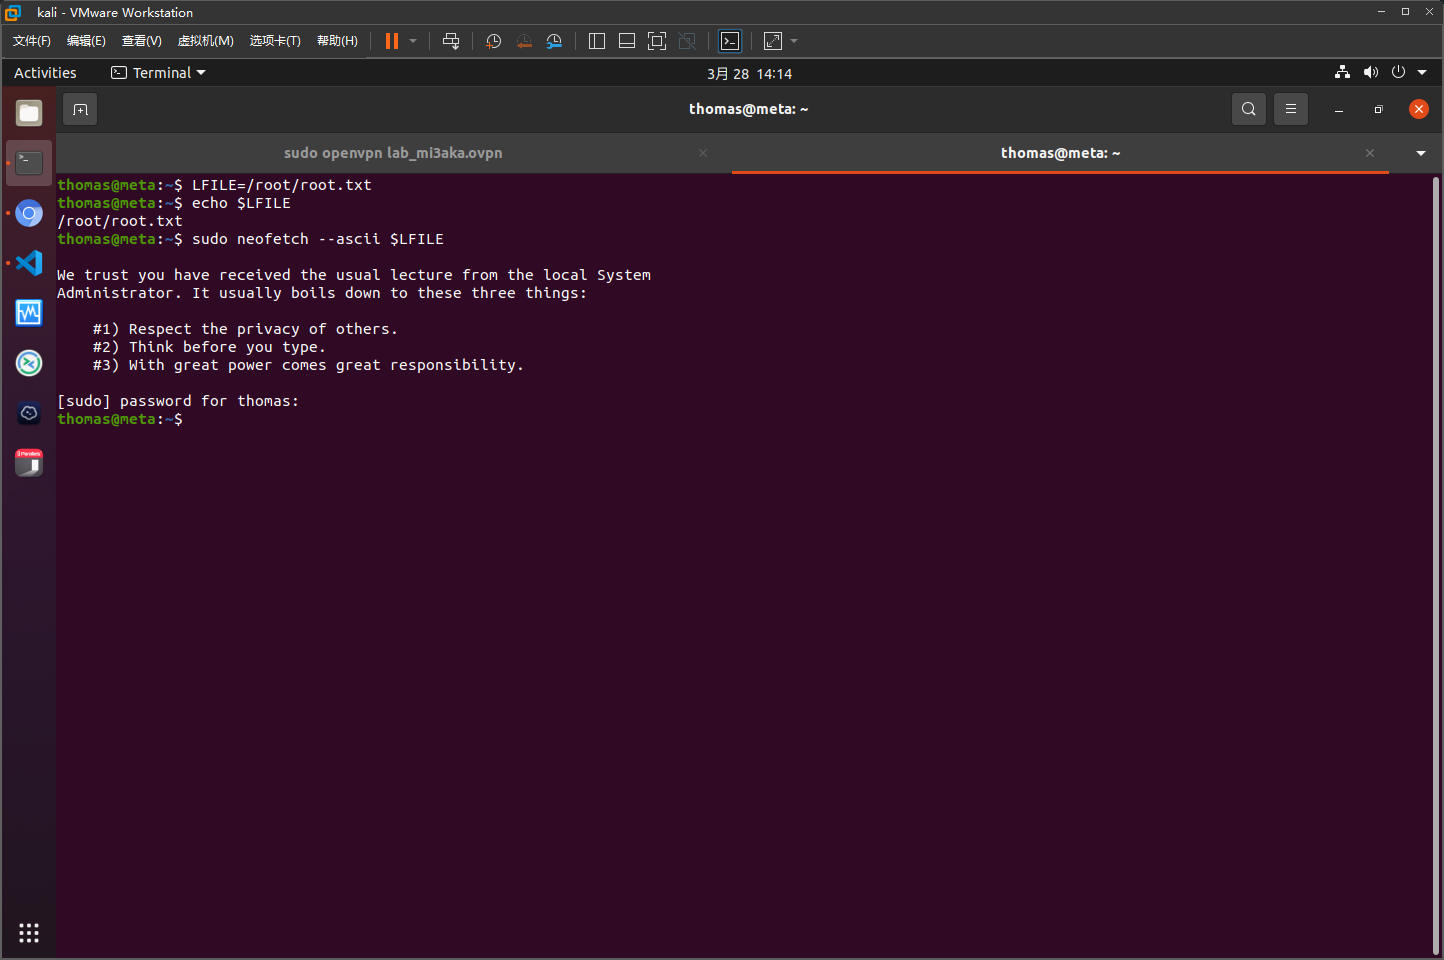 kali - VMware Workstation
文件(F) 编辑(E) 查看(V) 虚拟机(M) 选项卡(T) 帮助(H)
Activities Terminal 3月 28 14:14
thomas@meta: ~
sudo openvpn lab_mi3aka.ovpn thomas@meta: ~
thomas@meta:~$ LFILE=/root/root.txt
thomas@meta:~$ echo $LFILE
/root/root.txt
thomas@meta:~$ sudo neofetch --ascii $LFILE
We trust you have received the usual lecture from the local System
Administrator. It usually boils down to these three things:
#1) Respect the privacy of others.
#2) Think before you type.
#3) With great power comes great responsibility.
[sudo] password for thomas:
thomas@meta:~$
Parallels